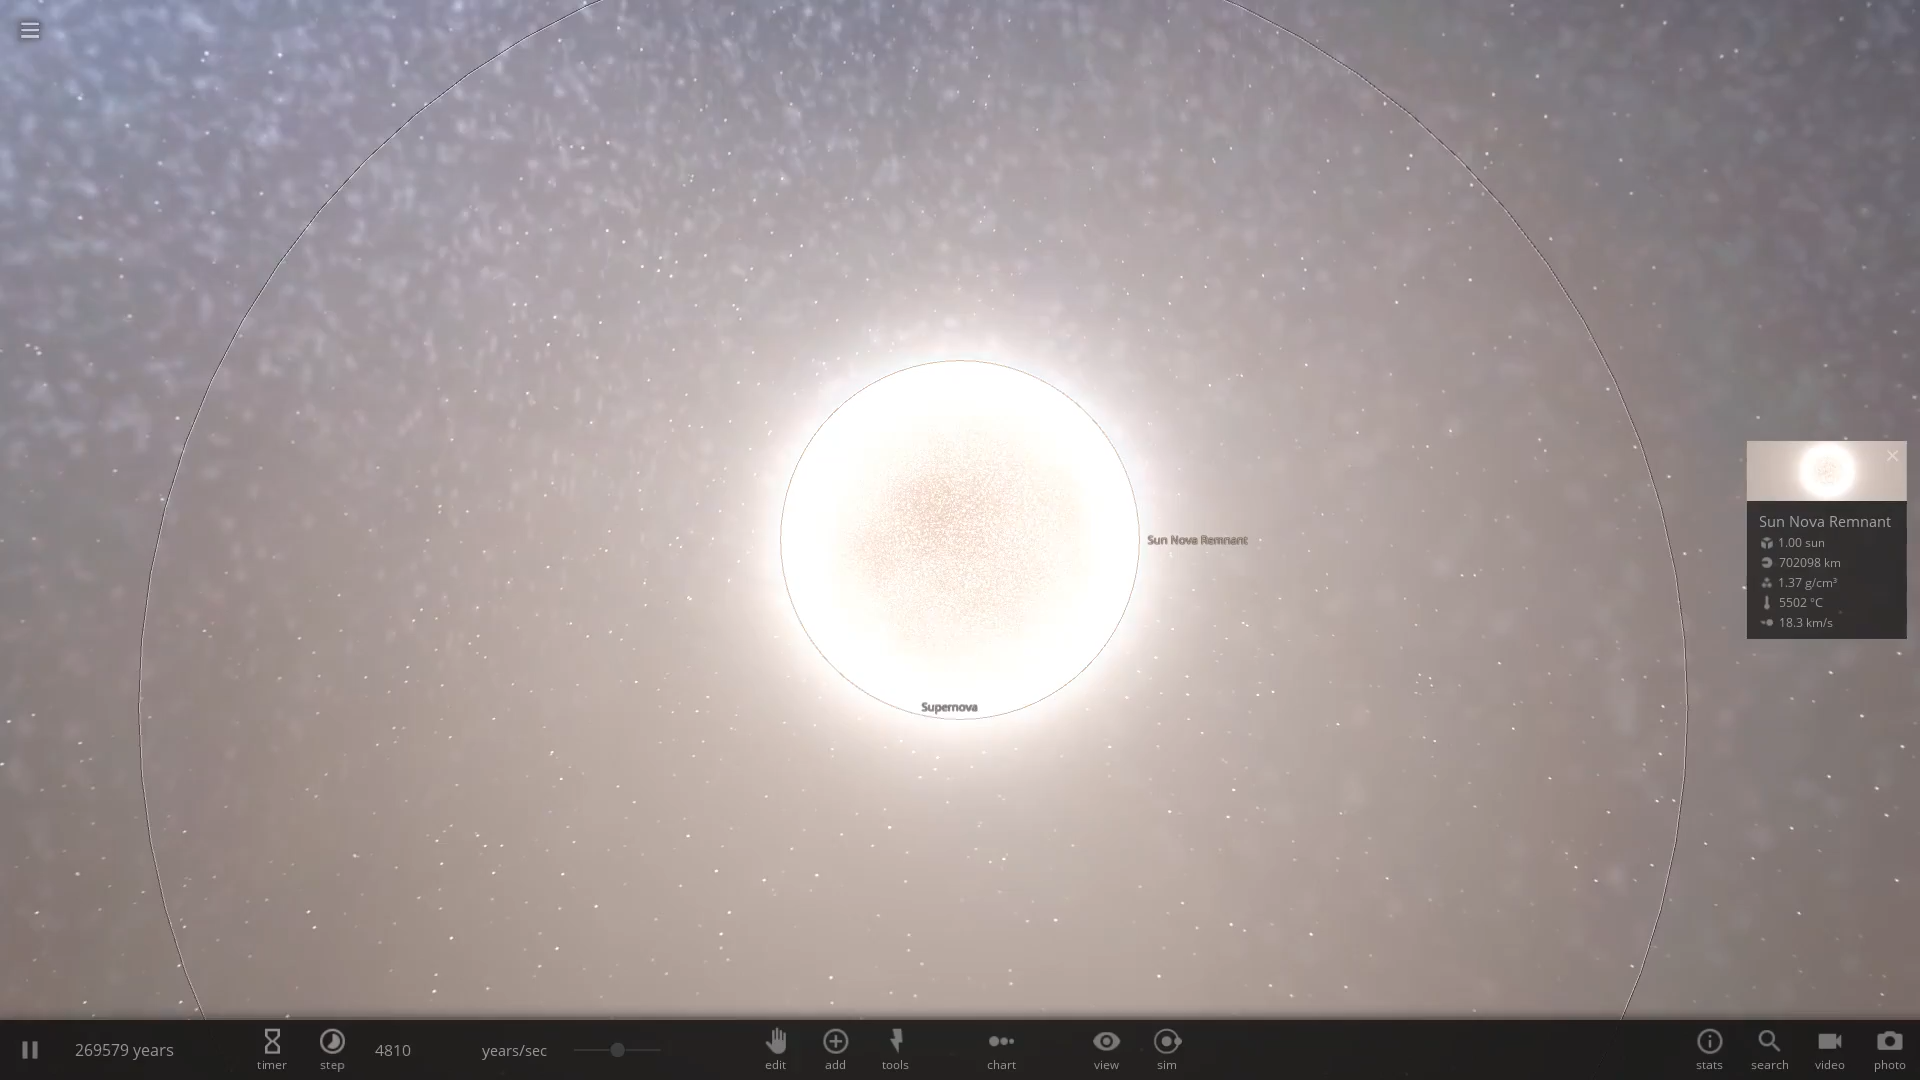 Sun Nova Remnant
Supernova
Sun Nova Remnant
1.00 sun
702098 km
1.37 g/cm³
5502 °C
18.3 km/s
269579 years
timer
step
4810
years/sec
edit
add
tools
chart
view
sim
stats
search
video
photo